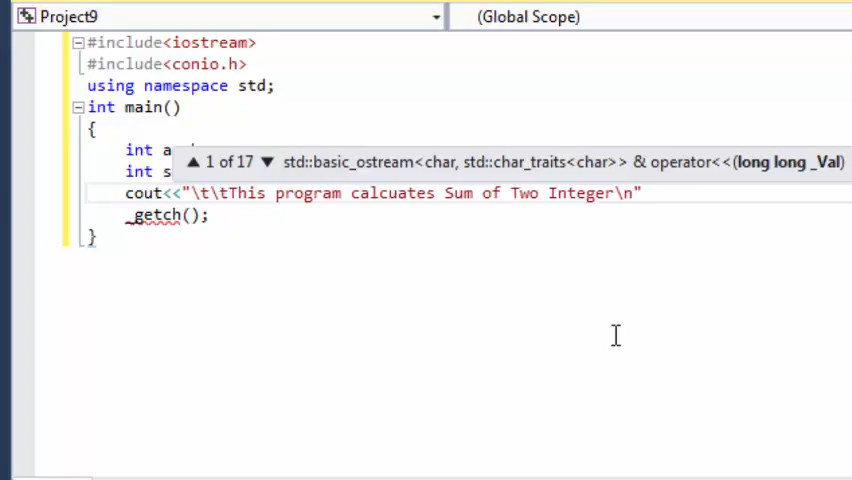 Project9 (Global Scope)
#include<iostream>
#include<conio.h>
using namespace std;
int main()
{
int a
1 of 17 std::basic_ostream<char, std::char_traits<char>> & operator<<(long long _Val)
int s
cout<<"\t\tThis program calcuates Sum of Two Integer\n"
_getch();
}